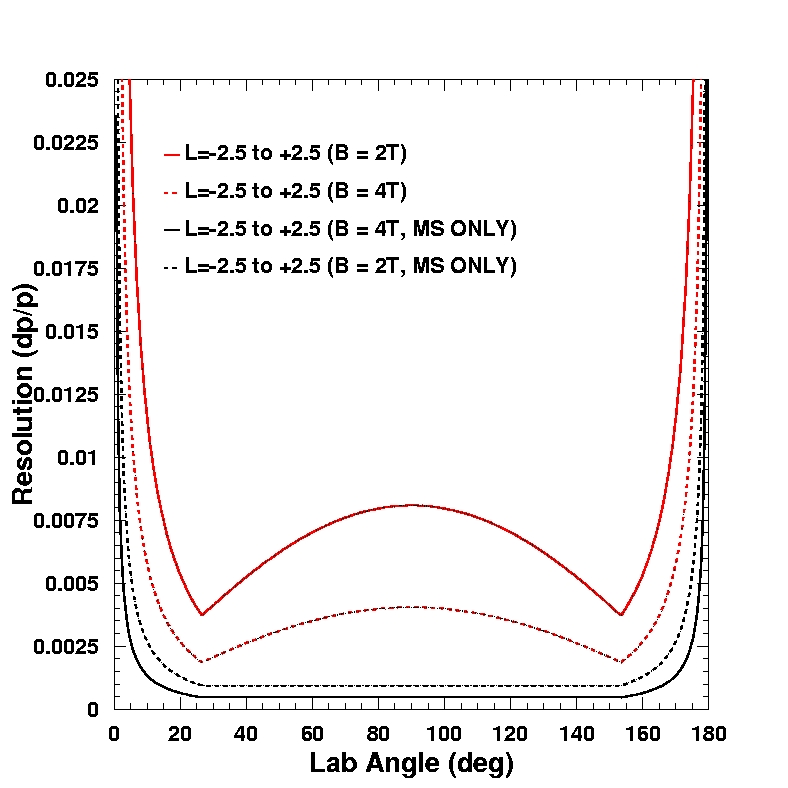 0.025
0.0225
0.02
0.0175
0.015
0.0125
0.01
0.0075
0.005
0.0025
0
Resolution (dp/p)
L=-2.5 to +2.5 (B = 2T)
L=-2.5 to +2.5 (B = 4T)
L=-2.5 to +2.5 (B = 4T, MS ONLY)
L=-2.5 to +2.5 (B = 2T, MS ONLY)
0 20 40 60 80 100 120 140 160 180
Lab Angle (deg)